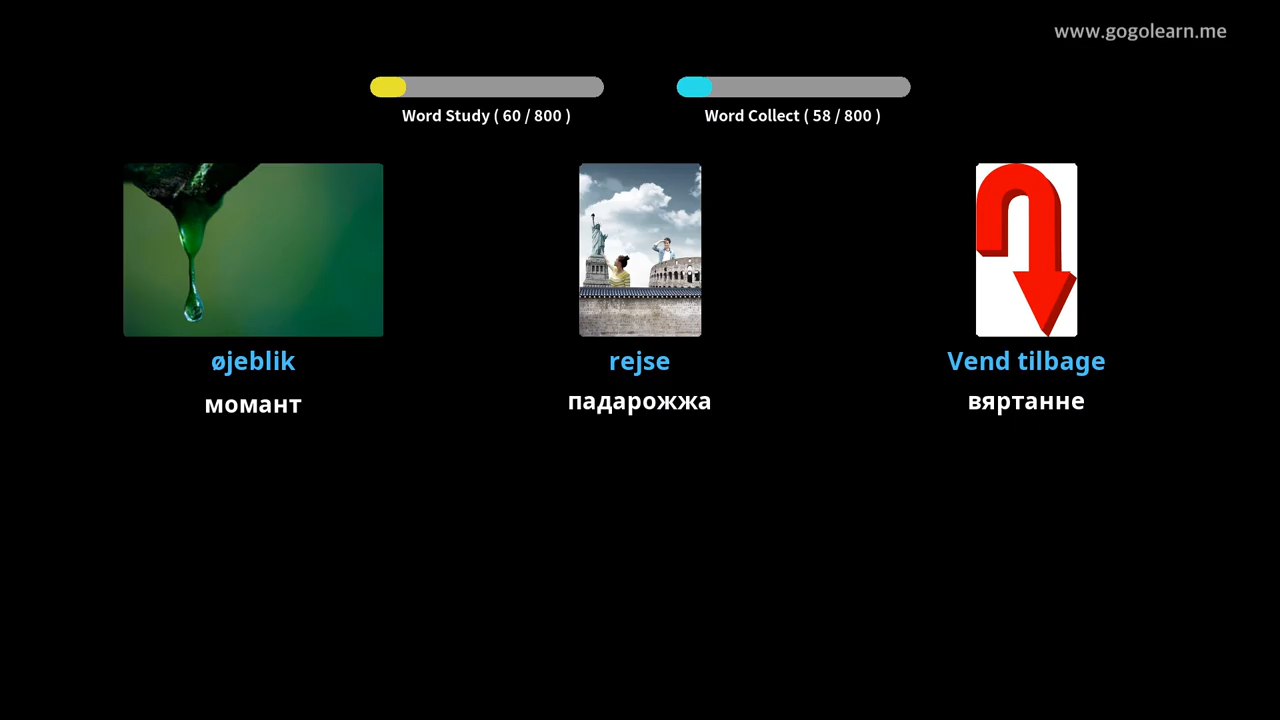 www.gogolearn.me
Word Study ( 60 / 800 )
Word Collect ( 58 / 800 )
øjeblik
момант
rejse
падарожжа
Vend tilbage
вяртанне